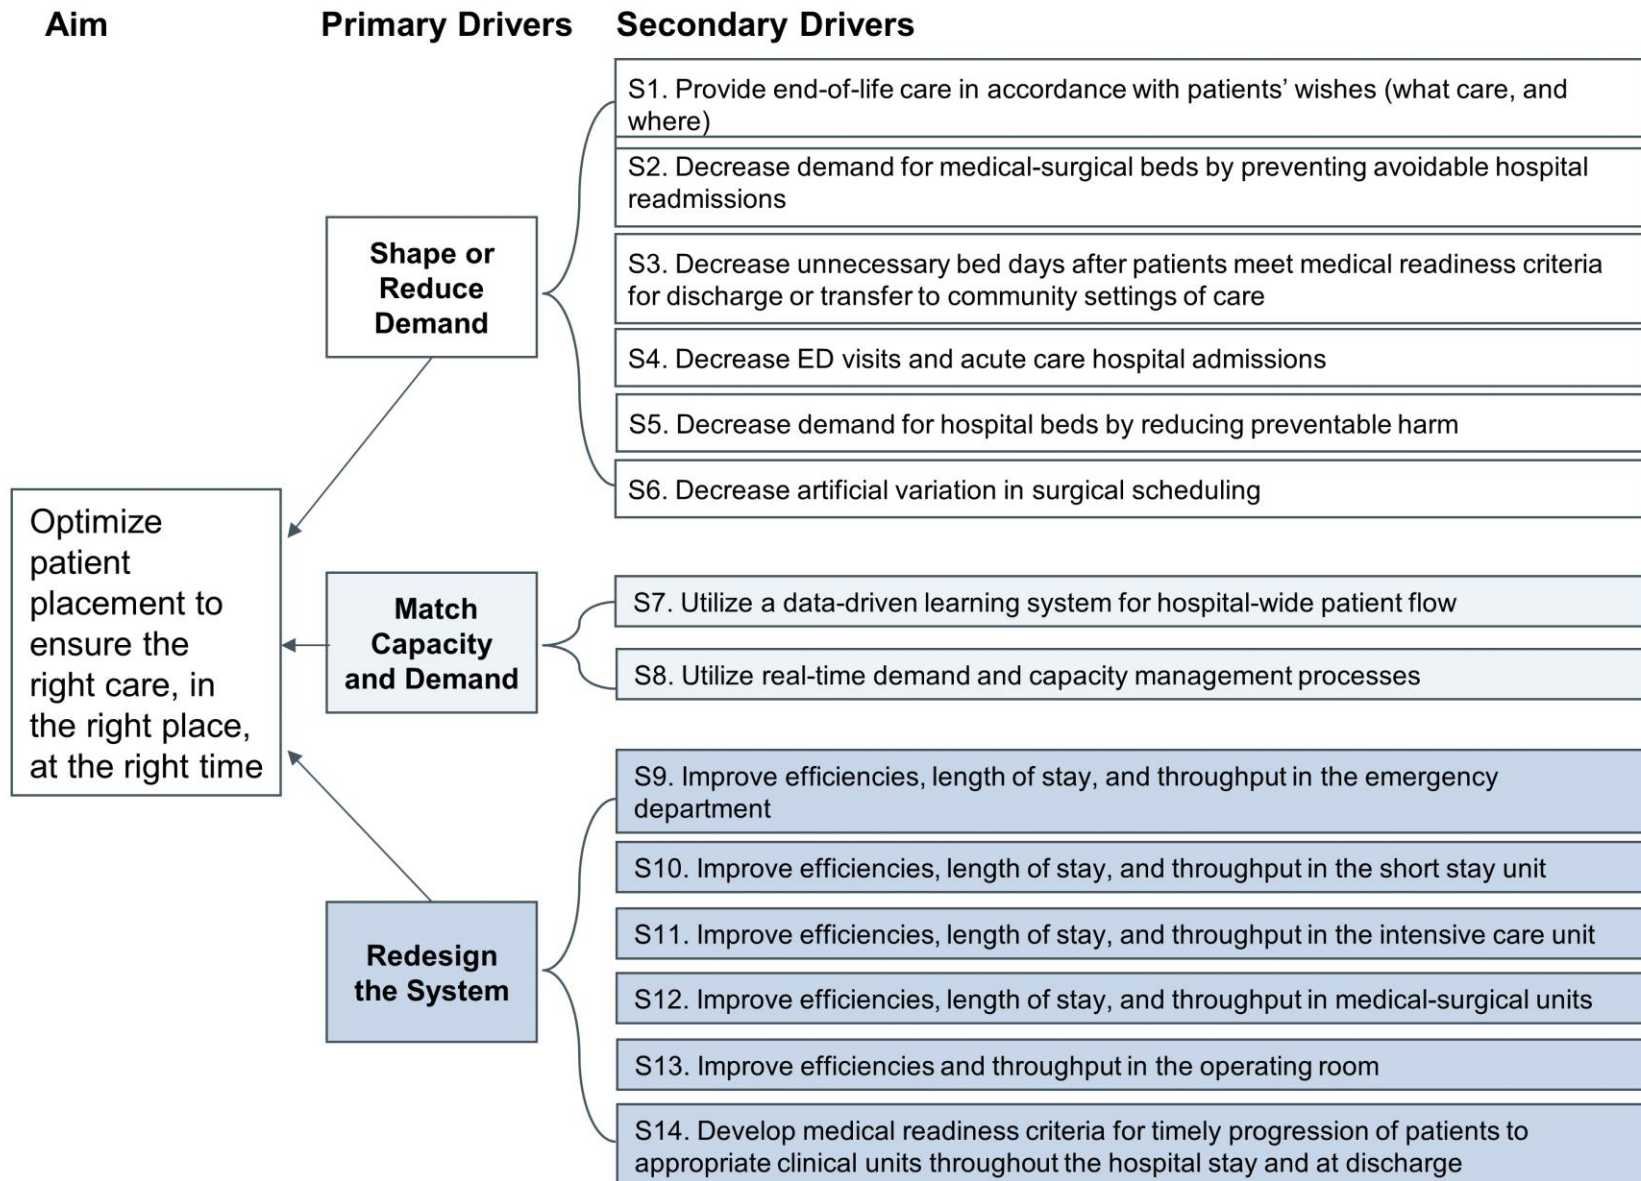 Aim
Primary Drivers
Secondary Drivers
S1. Provide end-of-life care in accordance with patients’ wishes (what care, and
where)
S2. Decrease demand for medical-surgical beds by preventing avoidable hospital
readmissions
Shape or
Reduce
Demand
S3. Decrease unnecessary bed days after patients meet medical readiness criteria
for discharge or transfer to community settings of care
S4. Decrease ED visits and acute care hospital admissions
S5. Decrease demand for hospital beds by reducing preventable harm
S6. Decrease artificial variation in surgical scheduling
Optimize
patient
placement to
ensure the
right care, in
the right place,
at the right time
Match
Capacity
and Demand
S7. Utilize a data-driven learning system for hospital-wide patient flow
S8. Utilize real-time demand and capacity management processes
Redesign
the System
S9. Improve efficiencies, length of stay, and throughput in the emergency
department
S10. Improve efficiencies, length of stay, and throughput in the short stay unit
S11. Improve efficiencies, length of stay, and throughput in the intensive care unit
S12. Improve efficiencies, length of stay, and throughput in medical-surgical units
S13. Improve efficiencies and throughput in the operating room
S14. Develop medical readiness criteria for timely progression of patients to
appropriate clinical units throughout the hospital stay and at discharge